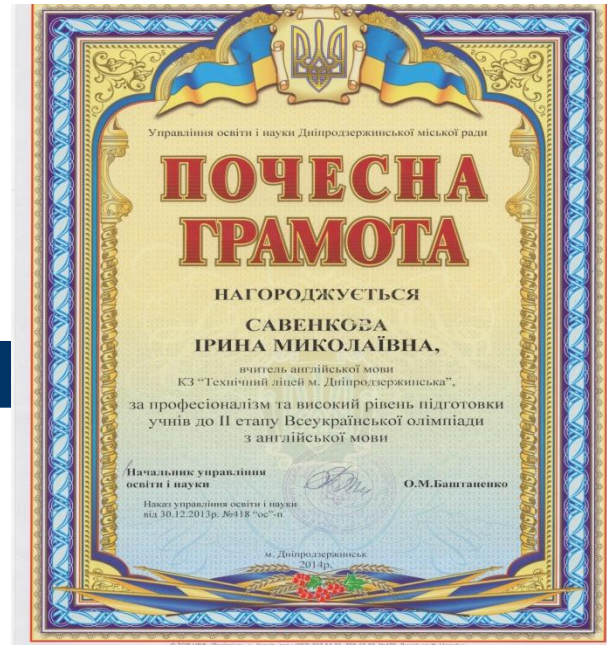 Управління освіти і науки Дніпродзержинської міської ради
ПОЧЕСНА
ГРАМОТА
НАГОРОДЖУЄТЬСЯ
САВЕНКОВА
ІРИНА МИКОЛАЇВНА,
вчитель англійської мови
КЗ "Технічний ліцей м. Дніпродзержинська",
за професіоналізм та високий рівень підготовки
учнів до ІІ етапу Всеукраїнської олімпіади
з англійської мови
Начальник управління
освіти і науки
О.М.Баштаненко
Наказ управління освіти і науки
від 30.12.2013р. №418 "ос"-п
м. Дніпродзержинськ
2014р.